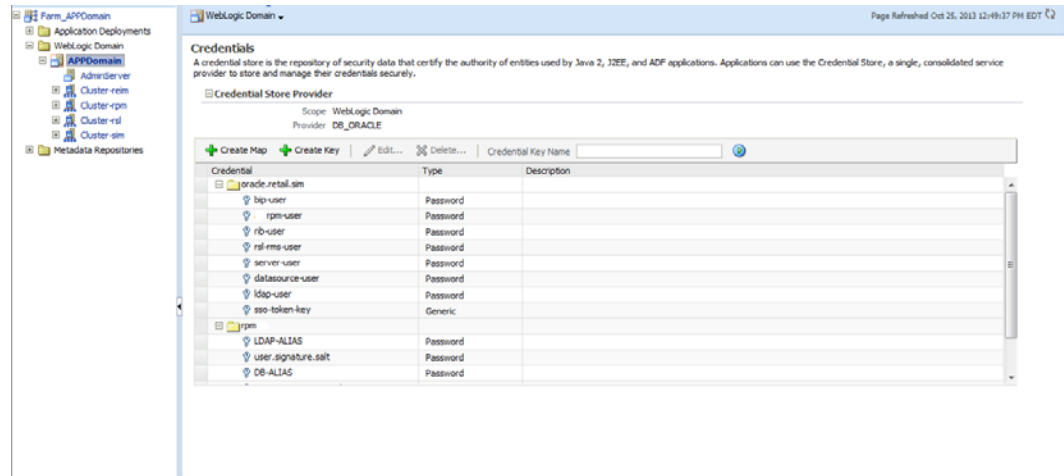 Farm_APPDomain
Application Deployments
WebLogic Domain
APPDomain
AdminServer
Cluster-reim
Cluster-rpm
Cluster-rsl
Cluster-sim
Metadata Repositories
WebLogic Domain
Page Refreshed Oct 25, 2013 12:49:37 PM EDT
Credentials
A credential store is the repository of security data that certify the authority of entities used by Java 2, J2EE, and ADF applications. Applications can use the Credential Store, a single, consolidated service
provider to store and manage their credentials securely.
Credential Store Provider
Scope WebLogic Domain
Provider DB_ORACLE
Create Map Create Key Edit... Delete... Credential Key Name
Credential Type Description
oracle.retail.sim
bip-user Password
rpm-user Password
rib-user Password
rsl-rms-user Password
server-user Password
datasource-user Password
ldap-user Password
sso-token-key Generic
rpm
LDAP-ALIAS Password
user.signature.salt Password
DB-ALIAS Password